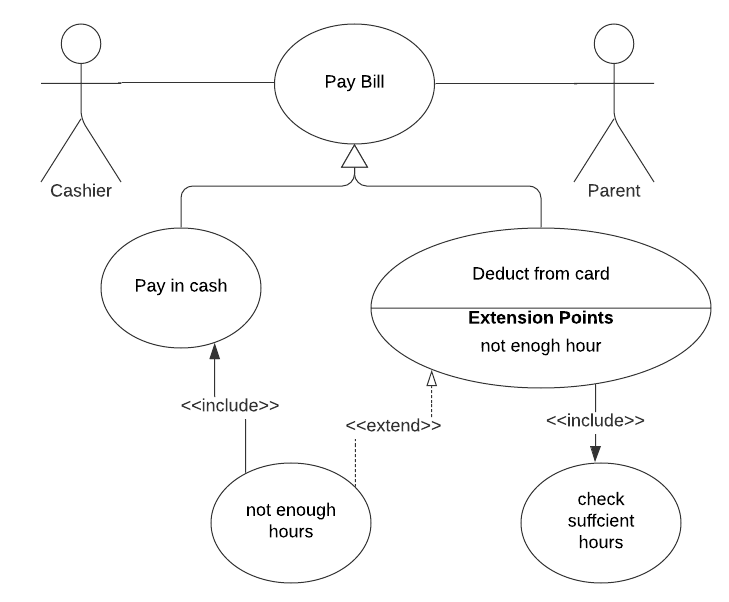 Pay Bill
Cashier
Parent
Pay in cash
Deduct from card
Extension Points
not enogh hour
<<include>>
<<extend>>
<<include>>
not enough
hours
check
suffcient
hours